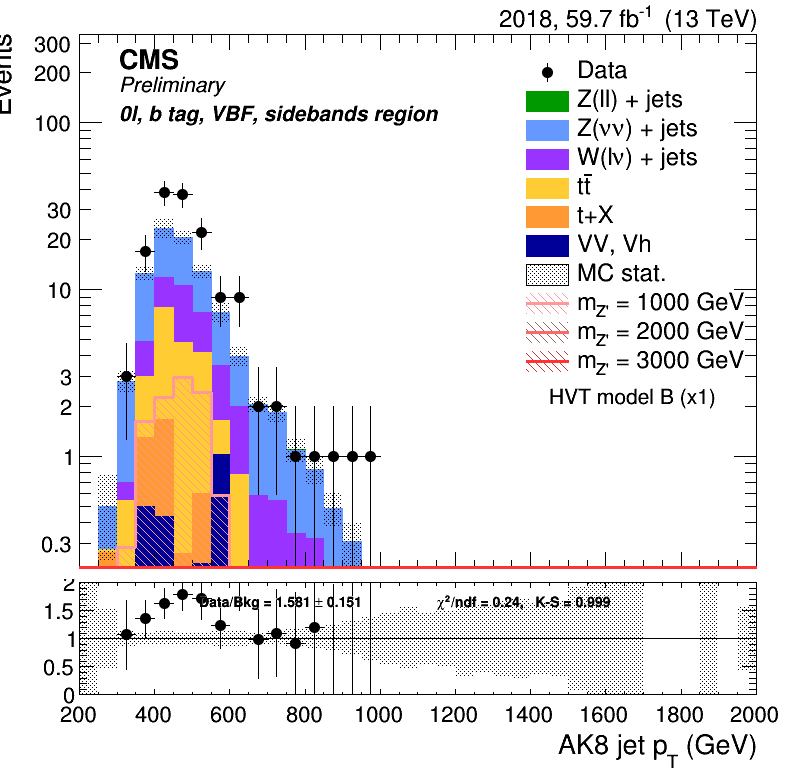 2018, 59.7 fb⁻¹ (13 TeV)
Events
CMS
Preliminary
0l, b tag, VBF, sidebands region
Data
Z(ll) + jets
Z(νν) + jets
W(lν) + jets
tt̄
t+X
VV, Vh
MC stat.
m_Z' = 1000 GeV
m_Z' = 2000 GeV
m_Z' = 3000 GeV
HVT model B (x1)
300
200
100
30
20
10
3
2
1
0.3
Data/Bkg = 1.581 ± 0.151
χ²/ndf = 0.24, K-S = 0.999
2
1.5
1
0.5
0
200 400 600 800 1000 1200 1400 1600 1800 2000
AK8 jet p_T (GeV)